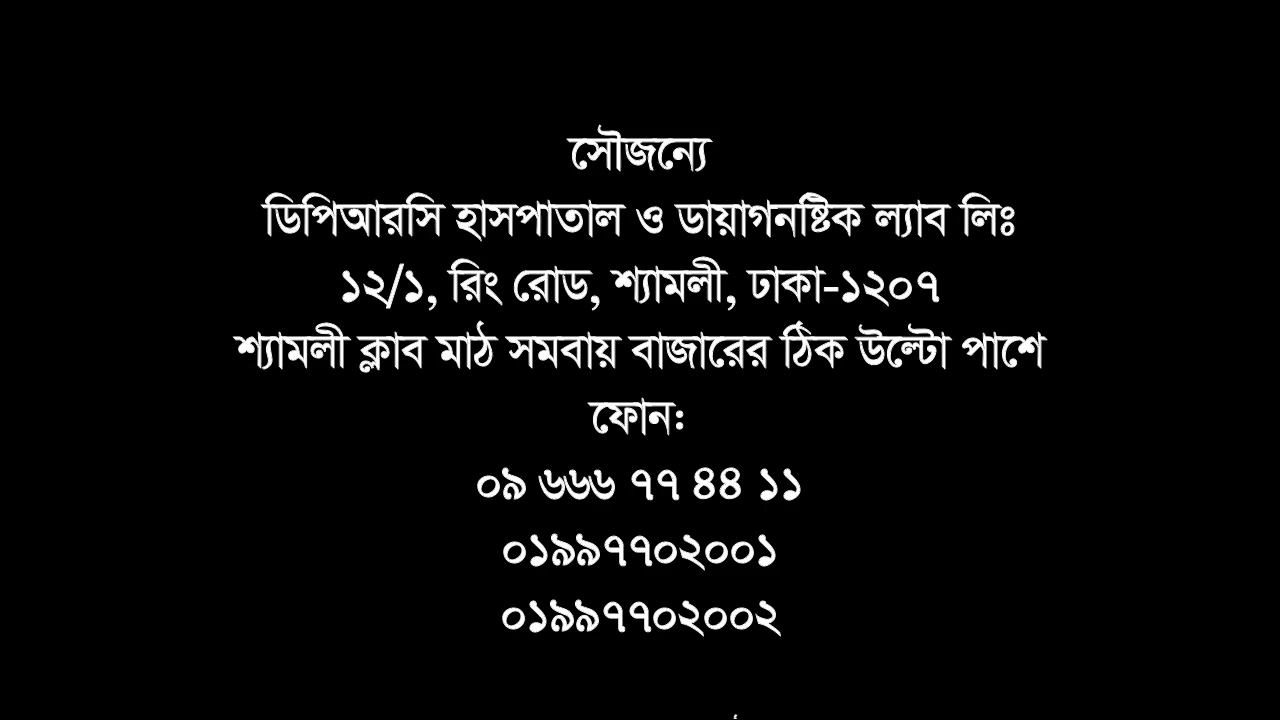 সৌজন্যে
ডিপিআরসি হাসপাতাল ও ডায়াগনষ্টিক ল্যাব লিঃ
১২/১, রিং রোড, শ্যামলী, ঢাকা-১২০৭
শ্যামলী ক্লাব মাঠ সমবায় বাজারের ঠিক উল্টো পাশে
ফোনঃ
০৯ ৬৬৬ ৭৭ ৪৪ ১১
০১৯৯৭৭০২০০১
০১৯৯৭৭০২০০২